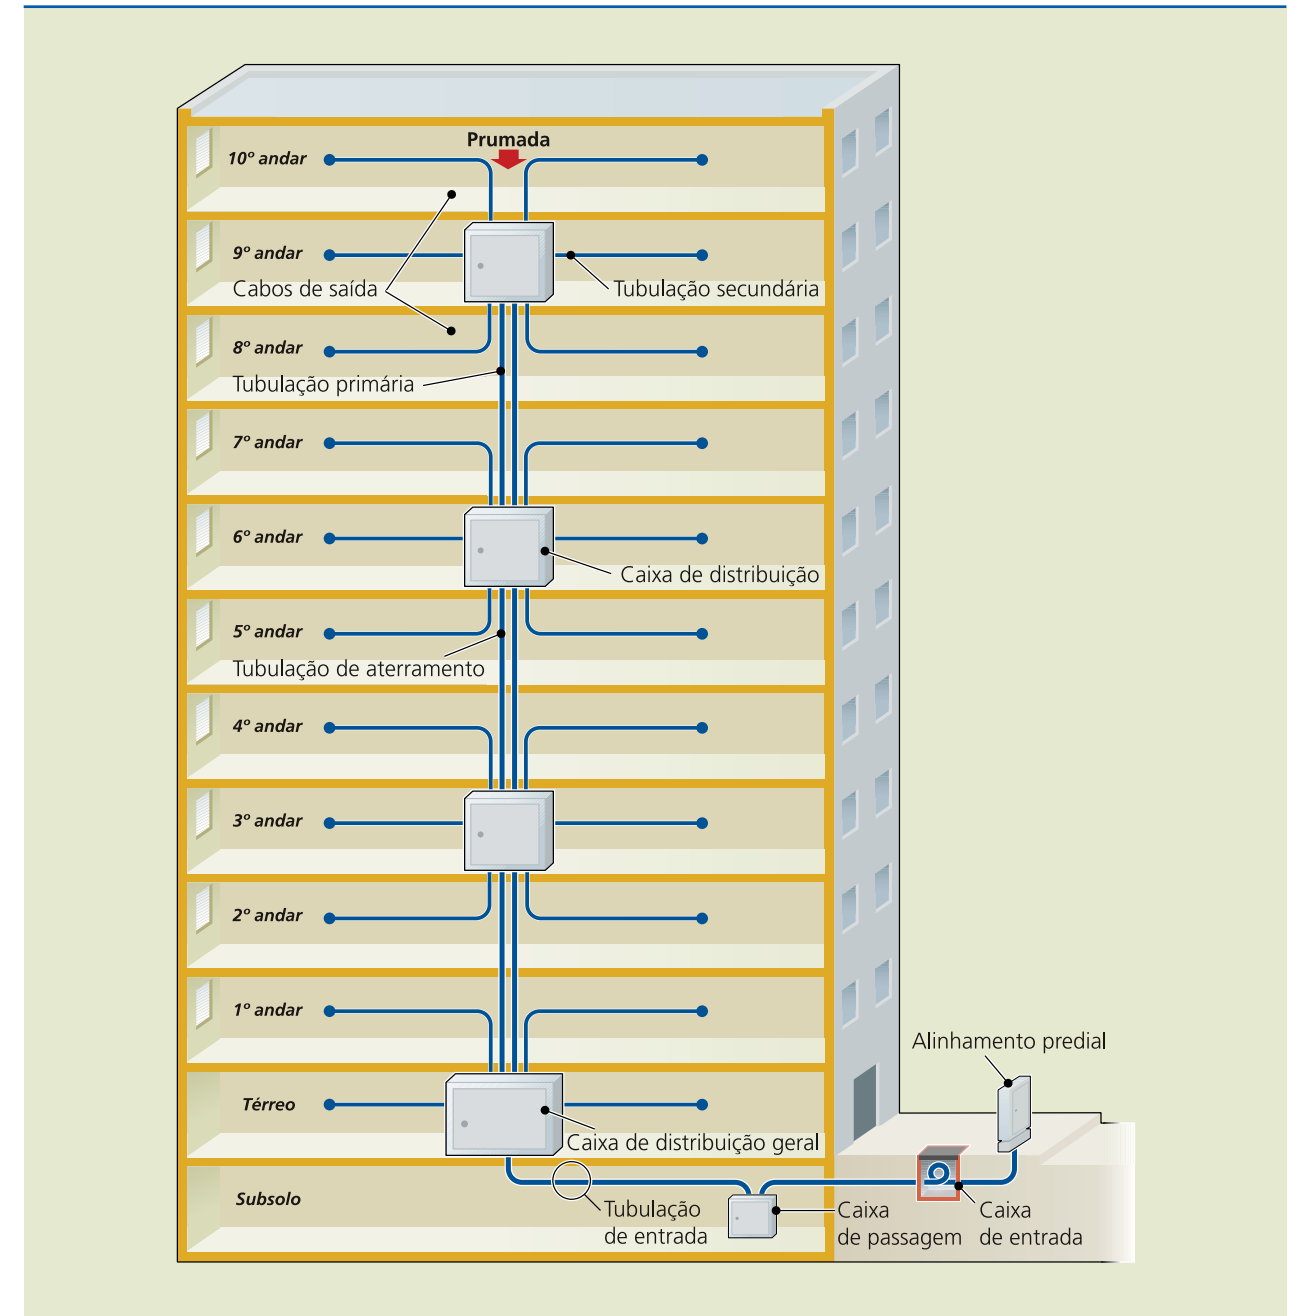 Prumada
10º andar
9º andar
Cabos de saída
Tubulação secundária
8º andar
Tubulação primária
7º andar
6º andar
Caixa de distribuição
5º andar
Tubulação de aterramento
4º andar
3º andar
2º andar
1º andar
Alinhamento predial
Térreo
Caixa de distribuição geral
Subsolo
Tubulação
de entrada
Caixa
de passagem
Caixa
de entrada